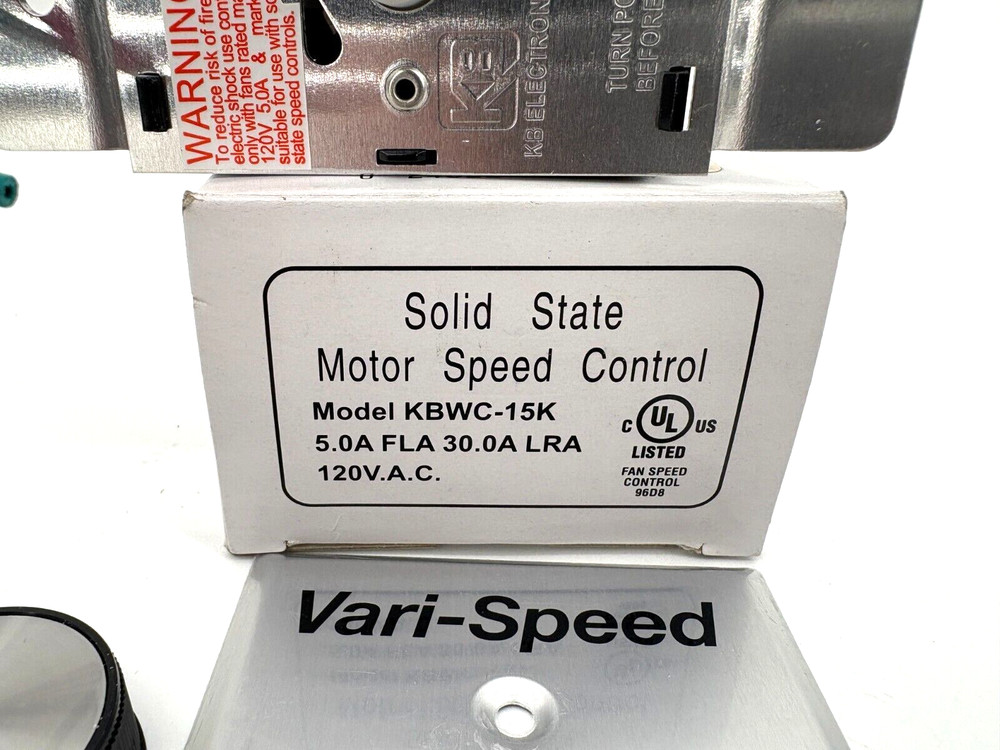 WARNING
To reduce risk of fire
electric shock use con
only with fans rated ma
120V 5.0A & mark
suitable for use with so
state speed controls.
KB
KB ELECTRON
TURN PO
BEFORE
Solid State
Motor Speed Control
Model KBWC-15K
5.0A FLA 30.0A LRA
120V.A.C.
C UL US
LISTED
FAN SPEED
CONTROL
96D8
Vari-Speed